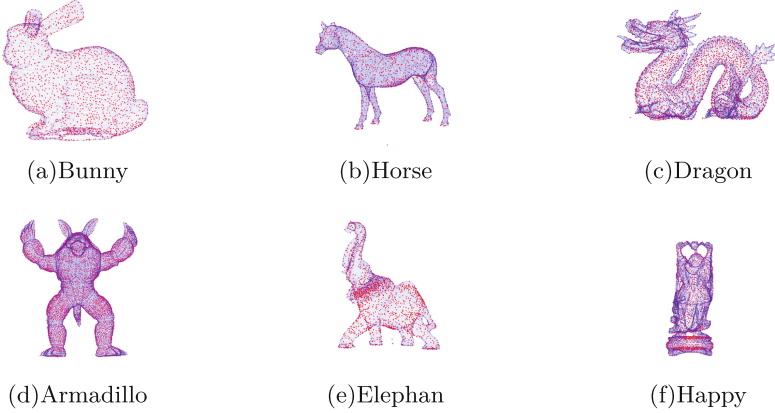 (a)Bunny
(b)Horse
(c)Dragon
(d)Armadillo
(e)Elephan
(f)Happy